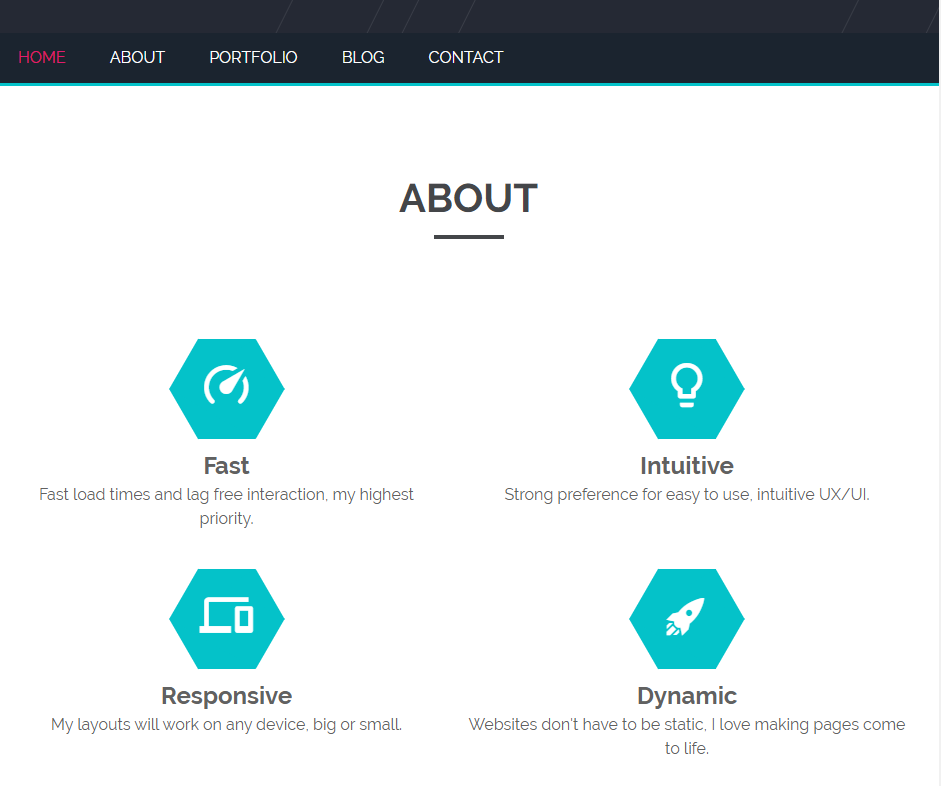 HOME ABOUT PORTFOLIO BLOG CONTACT
ABOUT
Fast
Fast load times and lag free interaction, my highest
priority.
Intuitive
Strong preference for easy to use, intuitive UX/UI.
Responsive
My layouts will work on any device, big or small.
Dynamic
Websites don't have to be static, I love making pages come
to life.